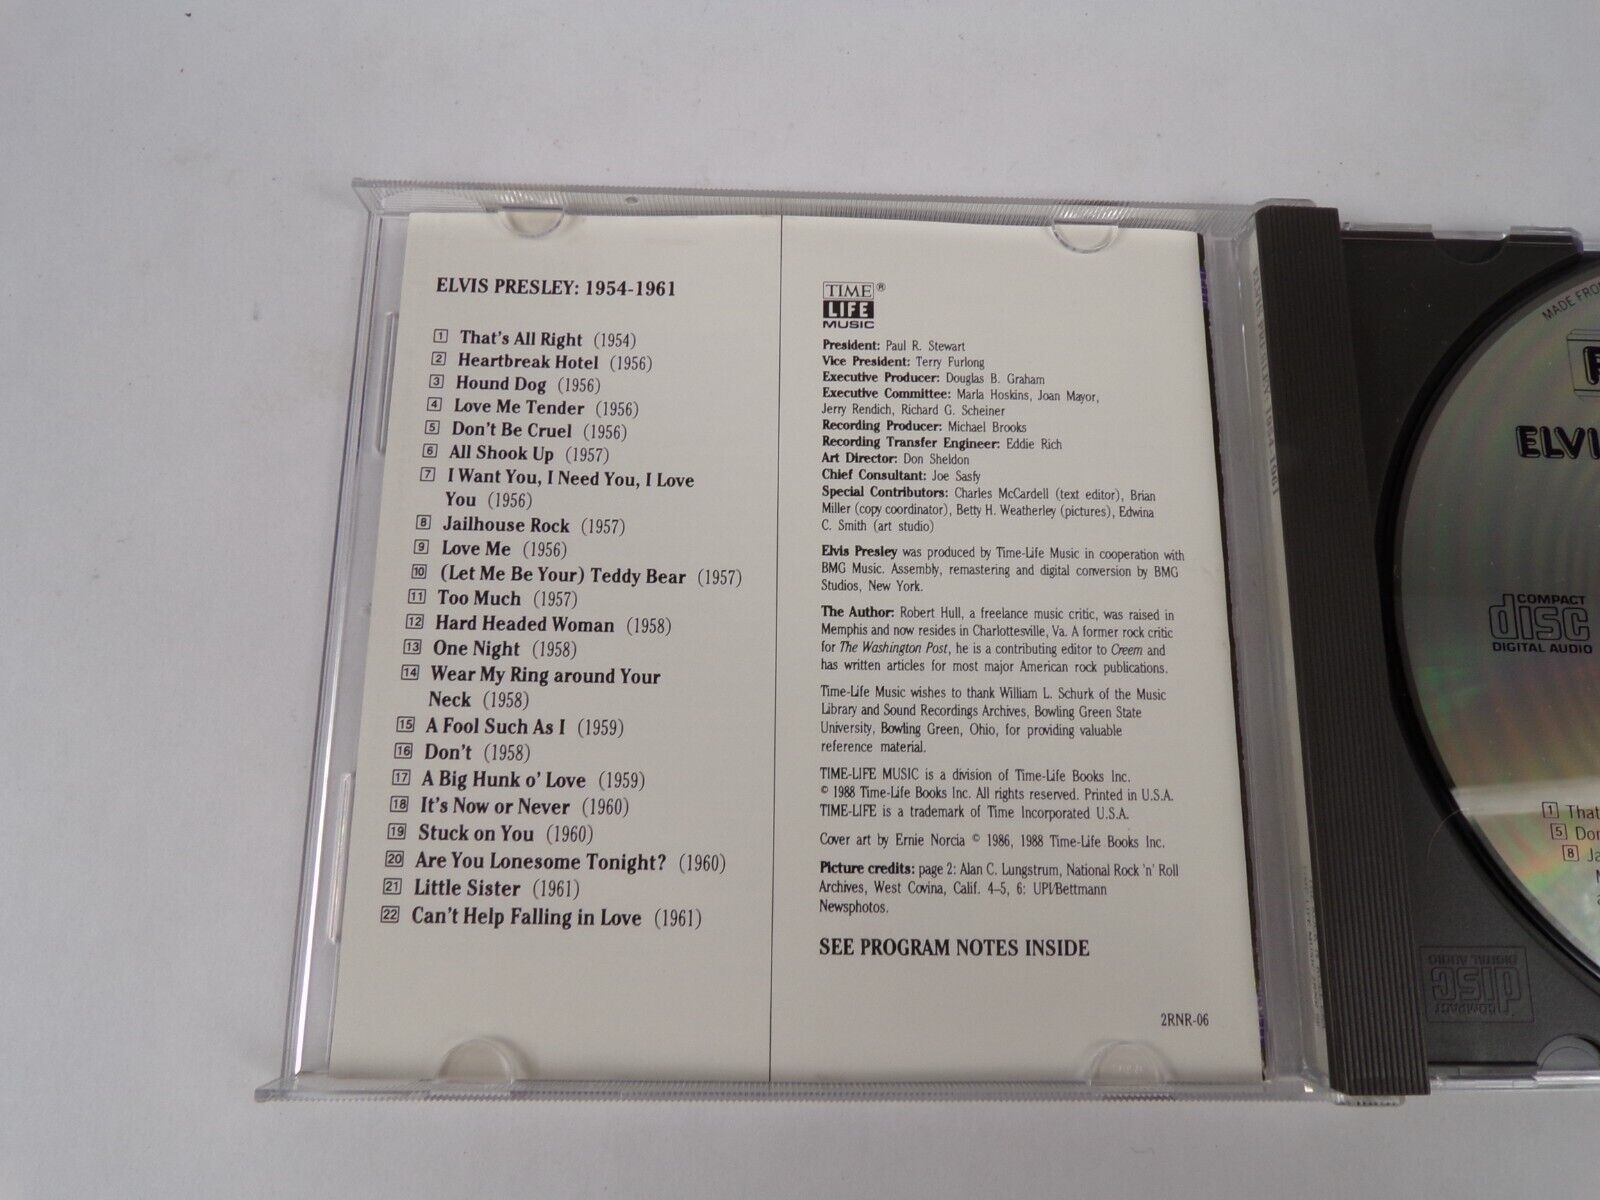 ELVIS PRESLEY: 1954-1961
1 That's All Right (1954)
2 Heartbreak Hotel (1956)
3 Hound Dog (1956)
4 Love Me Tender (1956)
5 Don't Be Cruel (1956)
6 All Shook Up (1957)
7 I Want You, I Need You, I Love
You (1956)
8 Jailhouse Rock (1957)
9 Love Me (1956)
10 (Let Me Be Your) Teddy Bear (1957)
11 Too Much (1957)
12 Hard Headed Woman (1958)
13 One Night (1958)
14 Wear My Ring around Your
Neck (1958)
15 A Fool Such As I (1959)
16 Don't (1958)
17 A Big Hunk o' Love (1959)
18 It's Now or Never (1960)
19 Stuck on You (1960)
20 Are You Lonesome Tonight? (1960)
21 Little Sister (1961)
22 Can't Help Falling in Love (1961)
TIME®
LIFE
MUSIC
President: Paul R. Stewart
Vice President: Terry Furlong
Executive Producer: Douglas B. Graham
Executive Committee: Marla Hoskins, Joan Mayor,
Jerry Rendich, Richard G. Scheiner
Recording Producer: Michael Brooks
Recording Transfer Engineer: Eddie Rich
Art Director: Don Sheldon
Chief Consultant: Joe Sasfy
Special Contributors: Charles McCardell (text editor), Brian
Miller (copy coordinator), Betty H. Weatherley (pictures), Edwina
C. Smith (art studio)
Elvis Presley was produced by Time-Life Music in cooperation with
BMG Music. Assembly, remastering and digital conversion by BMG
Studios, New York.
The Author: Robert Hull, a freelance music critic, was raised in
Memphis and now resides in Charlottesville, Va. A former rock critic
for The Washington Post, he is a contributing editor to Creem and
has written articles for most major American rock publications.
Time-Life Music wishes to thank William L. Schurk of the Music
Library and Sound Recordings Archives, Bowling Green State
University, Bowling Green, Ohio, for providing valuable
reference material.
TIME-LIFE MUSIC is a division of Time-Life Books Inc.
© 1988 Time-Life Books Inc. All rights reserved. Printed in U.S.A.
TIME-LIFE is a trademark of Time Incorporated U.S.A.
Cover art by Ernie Norcia © 1986, 1988 Time-Life Books Inc.
Picture credits: page 2: Alan C. Lungstrum, National Rock 'n' Roll
Archives, West Covina, Calif. 4–5, 6: UPI/Bettmann
Newsphotos.
SEE PROGRAM NOTES INSIDE
2RNR-06
ELVIS PRESLEY 1954-1961
MADE FRO
ELVI
COMPACT
disc
DIGITAL AUDIO
1 That
5 Don
8 Ja
COMPACT
disc
DIGITAL AUDIO